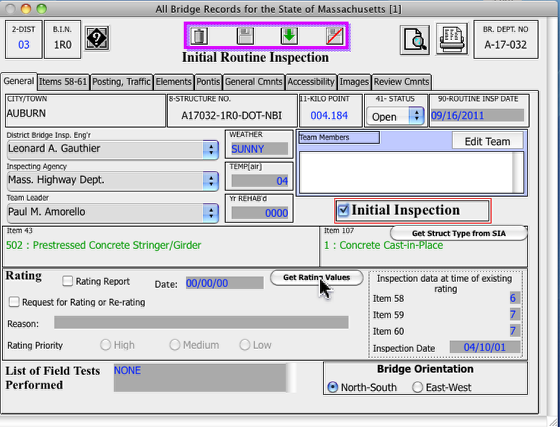 All Bridge Records for the State of Massachusetts [1]
2-DIST
03
B.I.N.
1R0
BR. DEPT. NO
A-17-032
Initial Routine Inspection
General Items 58-61 Posting, Traffic Elements Pontis General Cmnts Accessibility Images Review Cmnts
CITY/TOWN
AUBURN
8-STRUCTURE NO.
A17032-1R0-DOT-NBI
11-KILO POINT
004.184
41- STATUS
Open
90-ROUTINE INSP DATE
09/16/2011
District Bridge Insp. Eng'r
Leonard A. Gauthier
WEATHER
SUNNY
Team Members
Edit Team
Inspecting Agency
Mass. Highway Dept.
TEMP[air]
04
Team Leader
Paul M. Amorello
Yr REHAB'd
0000
Initial Inspection
Item 43
502 : Prestressed Concrete Stringer/Girder
Item 107
Get Struct Type from SIA
1 : Concrete Cast-in-Place
Rating
Rating Report
Date: 00/00/00
Get Rating Values
Request for Rating or Re-rating
Reason:
Rating Priority High Medium Low
Inspection data at time of existing
rating
Item 58 6
Item 59 7
Item 60 7
Inspection Date 04/10/01
List of Field Tests
Performed
NONE
Bridge Orientation
North-South East-West